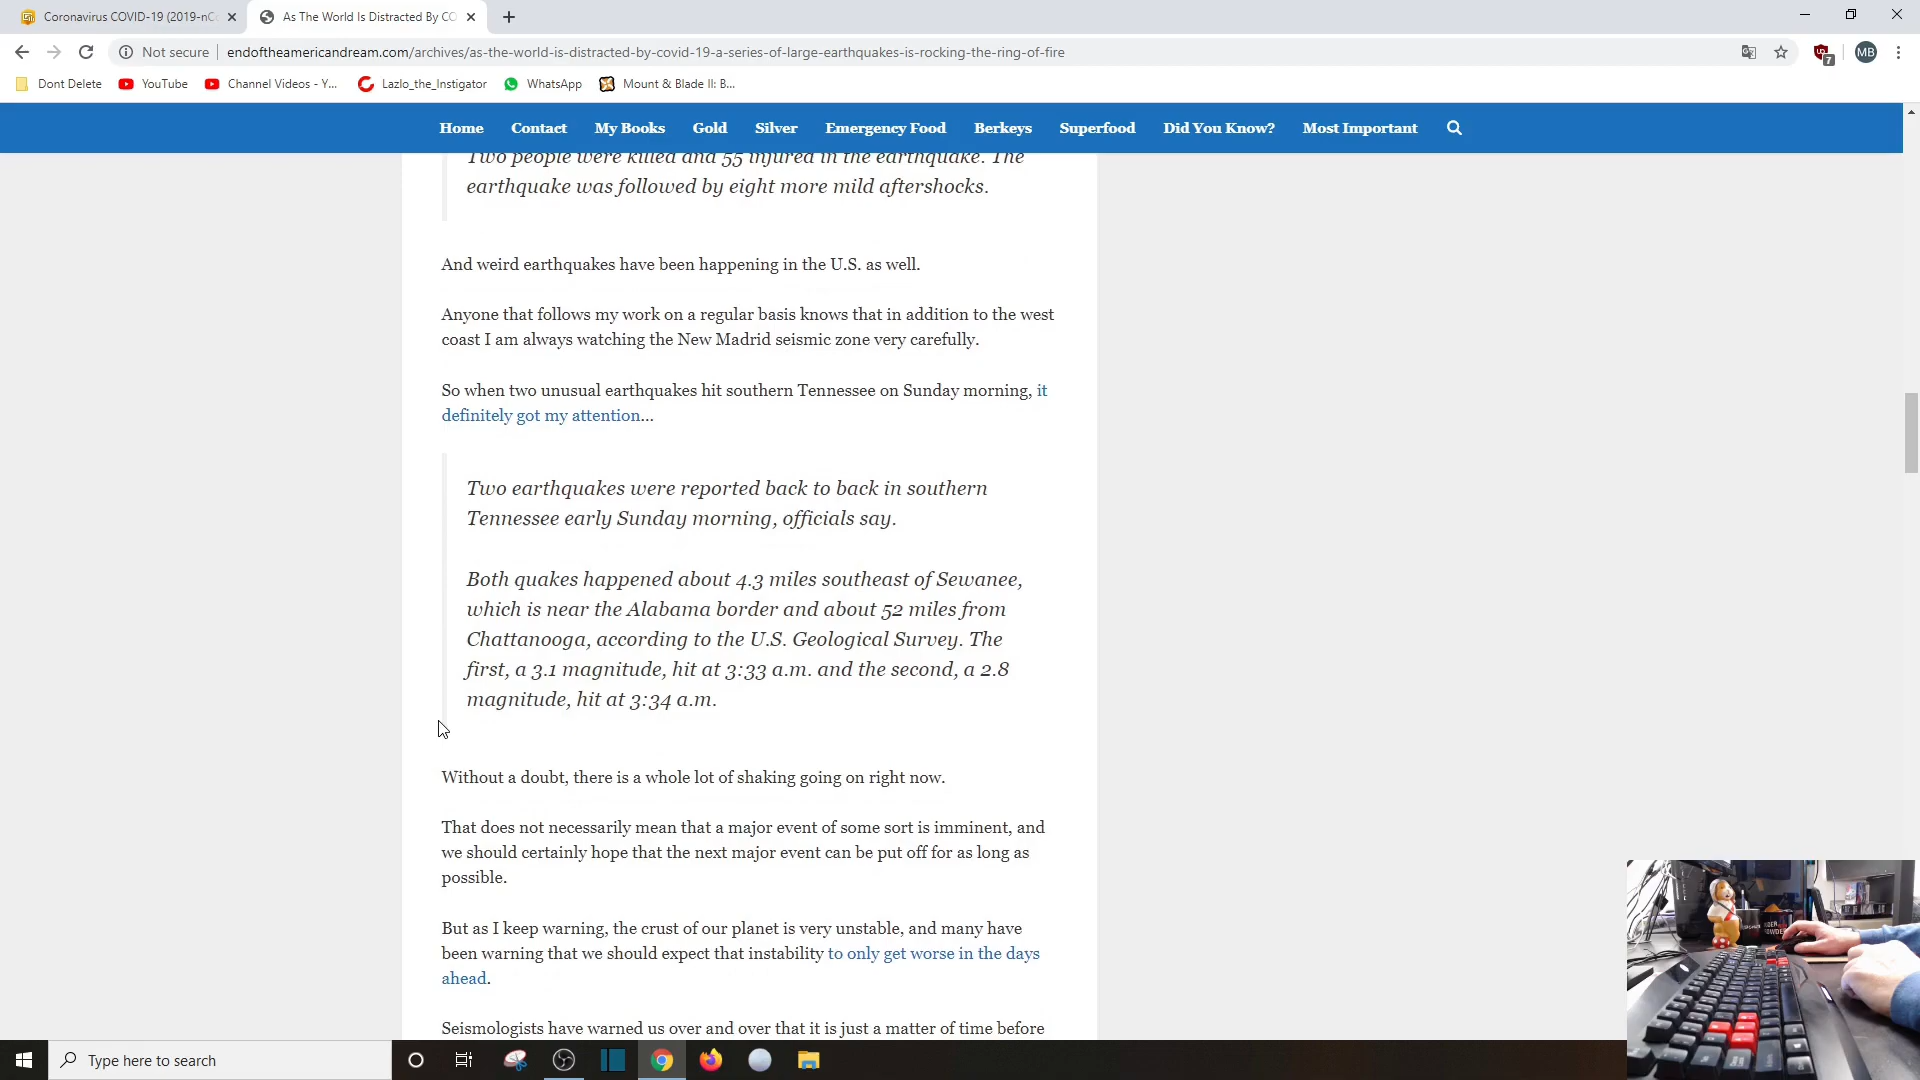 Coronavirus COVID-19 (2019-nCo
As The World Is Distracted By CO
Not secure
endoftheamericandream.com/archives/as-the-world-is-distracted-by-covid-19-a-series-of-large-earthquakes-is-rocking-the-ring-of-fire
7
MB
Dont Delete
YouTube
Channel Videos - Y...
Lazlo_the_Instigator
WhatsApp
Mount & Blade II: B...
Home
Contact
My Books
Gold
Silver
Emergency Food
Berkeys
Superfood
Did You Know?
Most Important
Two people were killed and 55 injured in the earthquake. The
earthquake was followed by eight more mild aftershocks.
And weird earthquakes have been happening in the U.S. as well.
Anyone that follows my work on a regular basis knows that in addition to the west
coast I am always watching the New Madrid seismic zone very carefully.
So when two unusual earthquakes hit southern Tennessee on Sunday morning, it
definitely got my attention…
Two earthquakes were reported back to back in southern
Tennessee early Sunday morning, officials say.
Both quakes happened about 4.3 miles southeast of Sewanee,
which is near the Alabama border and about 52 miles from
Chattanooga, according to the U.S. Geological Survey. The
first, a 3.1 magnitude, hit at 3:33 a.m. and the second, a 2.8
magnitude, hit at 3:34 a.m.
Without a doubt, there is a whole lot of shaking going on right now.
That does not necessarily mean that a major event of some sort is imminent, and
we should certainly hope that the next major event can be put off for as long as
possible.
But as I keep warning, the crust of our planet is very unstable, and many have
been warning that we should expect that instability to only get worse in the days
ahead.
Seismologists have warned us over and over that it is just a matter of time before
Type here to search